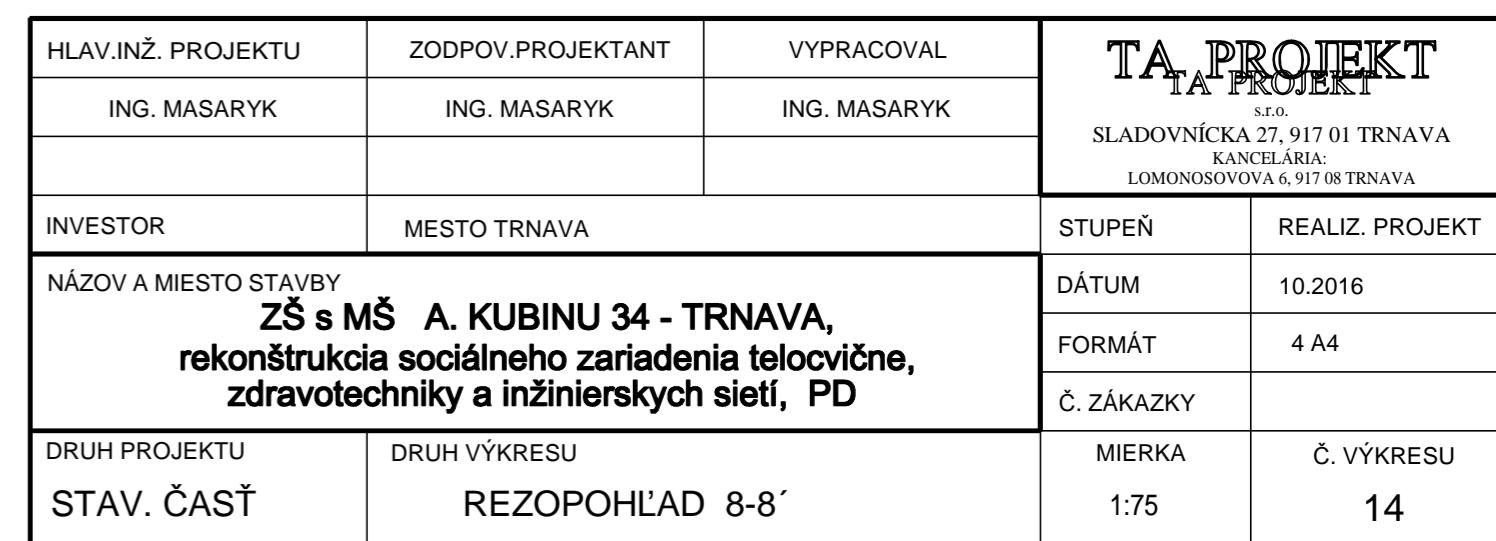 HLAV.INŽ. PROJEKTU ZODPOV.PROJEKTANT VYPRACOVAL
ING. MASARYK ING. MASARYK ING. MASARYK
TA PROJEKT
TA PROJEKT
s.r.o.
SLADOVNÍCKA 27, 917 01 TRNAVA
KANCELÁRIA:
LOMONOSOVOVA 6, 917 08 TRNAVA
INVESTOR MESTO TRNAVA
STUPEŇ REALIZ. PROJEKT
NÁZOV A MIESTO STAVBY
ZŠ s MŠ A. KUBINU 34 - TRNAVA,
rekonštrukcia sociálneho zariadenia telocvične,
zdravotechniky a inžinierskych sietí, PD
DÁTUM 10.2016
FORMÁT 4 A4
Č. ZÁKAZKY
DRUH PROJEKTU DRUH VÝKRESU MIERKA Č. VÝKRESU
STAV. ČASŤ REZOPOHĽAD 8-8´ 1:75 14